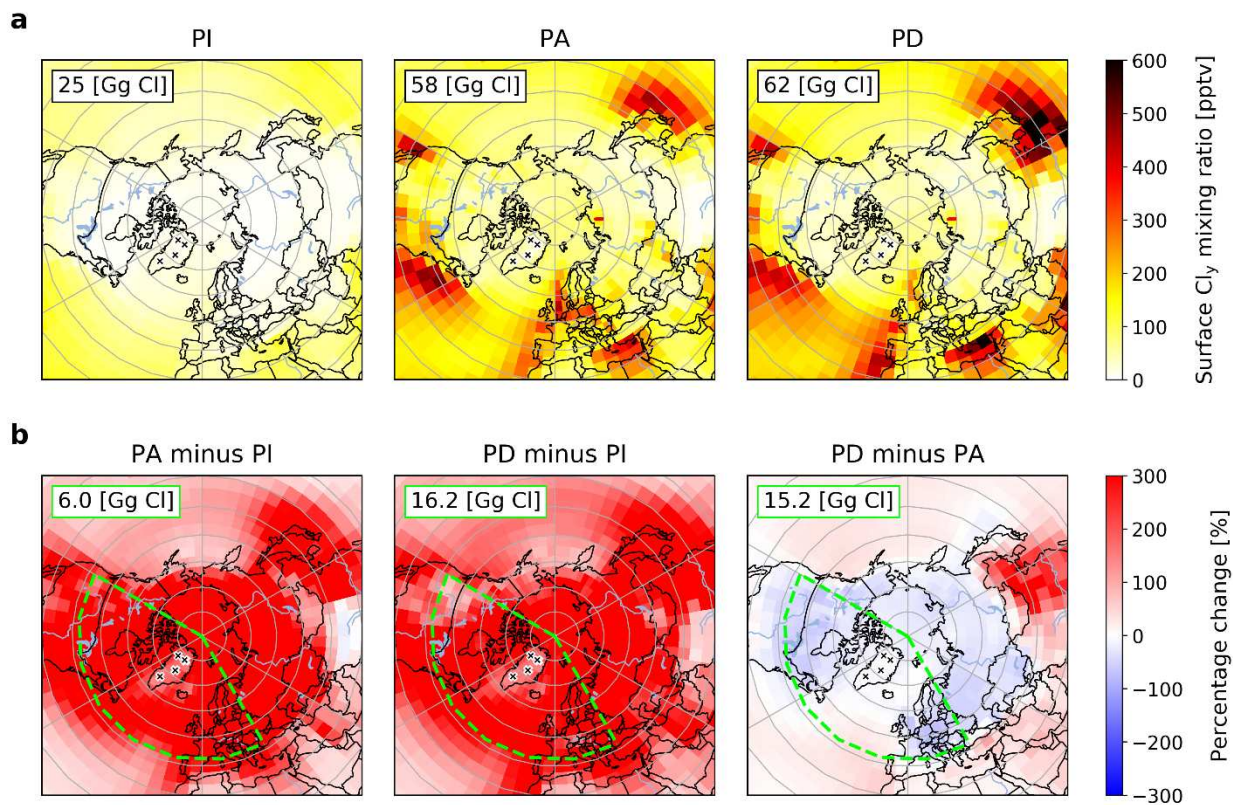 a
PI
PA
PD
25 [Gg Cl]
58 [Gg Cl]
62 [Gg Cl]
600
500
400
300
200
100
0
Surface Cly mixing ratio [pptv]
b
PA minus PI
PD minus PI
PD minus PA
6.0 [Gg Cl]
16.2 [Gg Cl]
15.2 [Gg Cl]
300
200
100
0
−100
−200
−300
Percentage change [%]